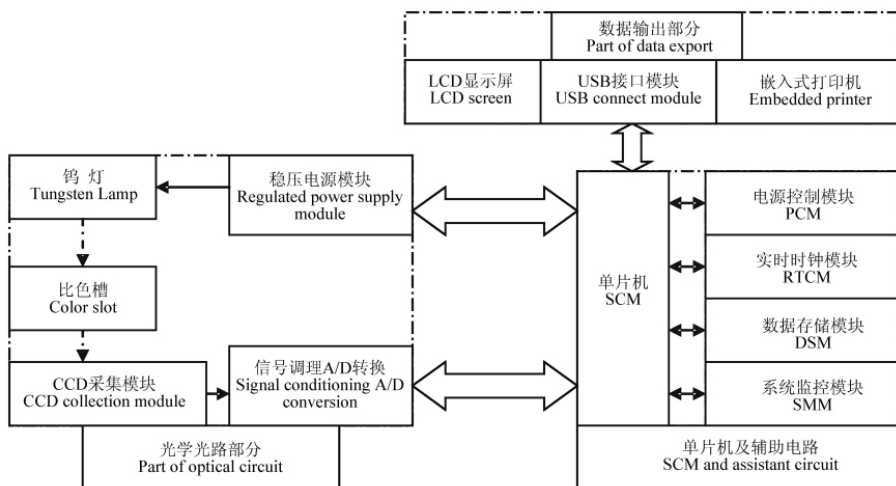 数据输出部分
Part of data export
LCD显示屏
LCD screen
USB接口模块
USB connect module
嵌入式打印机
Embedded printer
钨 灯
Tungsten Lamp
稳压电源模块
Regulated power supply
module
比色槽
Color slot
CCD采集模块
CCD collection module
信号调理A/D转换
Signal conditioning A/D
conversion
光学光路部分
Part of optical circuit
单片机
SCM
电源控制模块
PCM
实时时钟模块
RTCM
数据存储模块
DSM
系统监控模块
SMM
单片机及辅助电路
SCM and assistant circuit